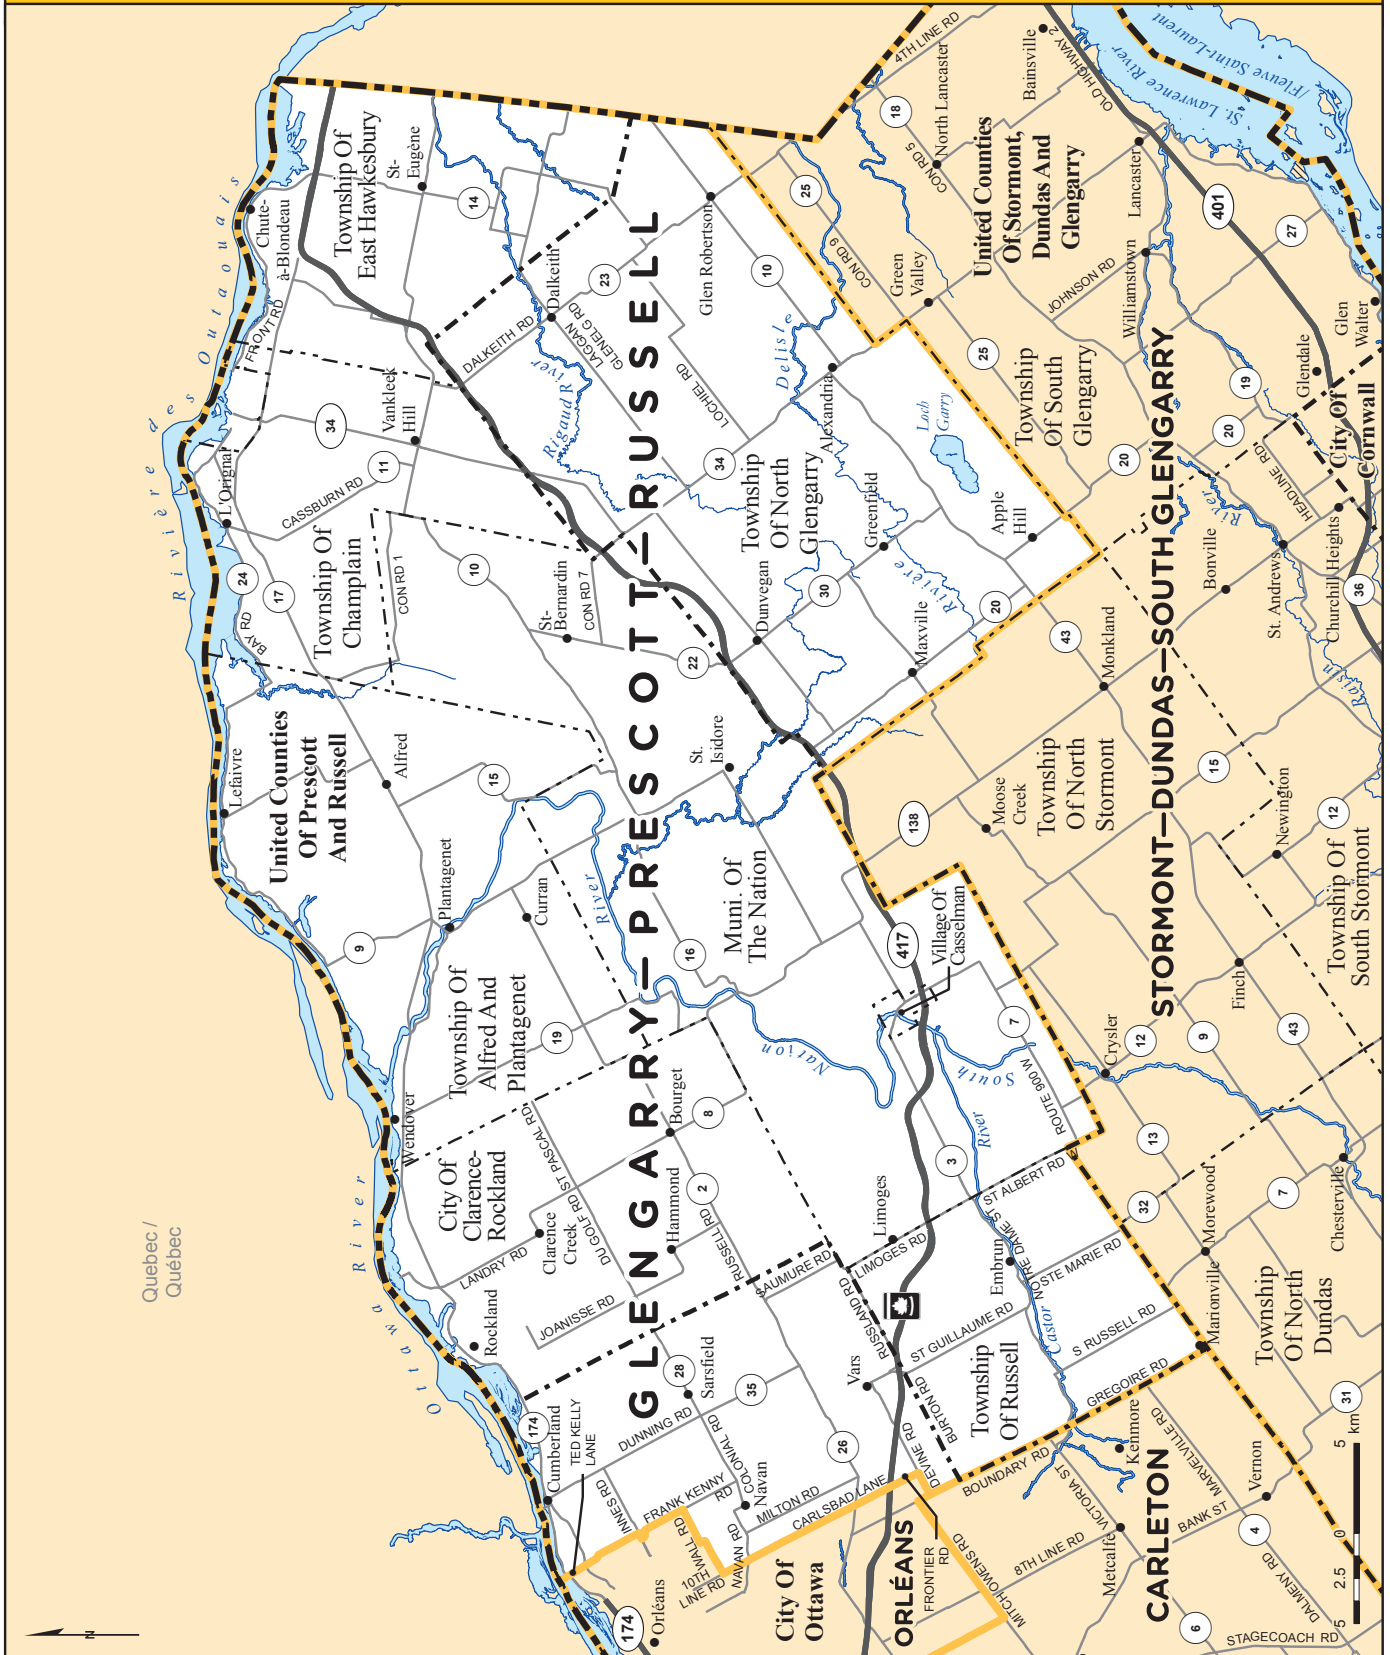 N
Quebec /
Québec
Ottawa River
Rivière des Outaouais
GLENGARRY—PRESCOTT—RUSSELL
STORMONT—DUNDAS—SOUTH GLENGARRY
CARLETON
ORLÉANS
City Of
Ottawa
United Counties
Of Prescott
And Russell
United Counties
Of Stormont,
Dundas And
Glengarry
City Of
Cornwall
Township Of
East Hawkesbury
Township Of
Champlain
Township Of
Alfred And
Plantagenet
City Of
Clarence-
Rockland
Muni. Of
The Nation
Village Of
Casselman
Township
Of Russell
Township
Of North
Glengarry
Township
Of South
Glengarry
Township
Of North
Stormont
Township Of
South Stormont
Township
Of North
Dundas
Orléans
Cumberland
TED KELLY
LANE
Rockland
Clarence
Creek
Wendover
Plantagenet
Curran
Lefaivre
Alfred
L'Orignal
Vankleek
Hill
Chute-
à-Blondeau
St-
Eugène
Dalkeith
Glen Robertson
St-
Bernardin
St.
Isidore
Dunvegan
Greenfield
Maxville
Apple
Hill
Alexandria
Loch
Garry
Hammond
Bourget
Sarsfield
Navan
Vars
Limoges
Embrun
Marionville
Morewood
Chesterville
Crysler
Finch
Newington
Moose
Creek
Monkland
Bonville
St. Andrews
Churchill Heights
Glendale
Glen
Walter
Williamstown
Lancaster
Green
Valley
North Lancaster
Bainsville
Kenmore
Vernon
Metcalfe
Rigaud River
Delisle
Rivière
Nation
River
South
River
Castor
River
Raisin
St. Lawrence River
/Fleuve Saint-Laurent
FRONT RD
CASSBURN RD
BAY RD
CON RD 1
CON RD 7
DALKEITH RD
LAGGAN
GLENELG RD
LOCHIEL RD
CON RD 9
CON RD 5
4TH LINE RD
OLD HIGHWAY 2
JOHNSON RD
HEADLINE RD
ST PASCAL RD
DU GOLF RD
LANDRY RD
JOANISSE RD
RUSSELL RD
SAUMURE RD
LIMOGES RD
RUSSLAND RD
DUNNING RD
COLONIAL RD
INNES RD
FRANK KENNY
RD
WALL RD
10TH
LINE RD
NAVAN RD
MILTON RD
CARLSBAD LANE
DEVINE RD
BURTON RD
BOUNDARY RD
FRONTIER
RD
ST GUILLAUME RD
NOTRE DAME ST
STE MARIE RD
ST ALBERT RD
ROUTE 900 W
S RUSSELL RD
GREGOIRE RD
MITCH OWENS RD
8TH LINE RD
VICTORIA ST
MARVELVILLE RD
BANK ST
DALMENY RD
STAGECOACH RD
174
174
417
401
138
34
34
24
17
11
10
10
14
23
9
15
19
16
22
30
20
20
20
25
25
18
27
19
36
43
43
15
12
12
9
7
7
13
32
31
3
8
2
28
35
26
4
6
5
2.5
0
5
km